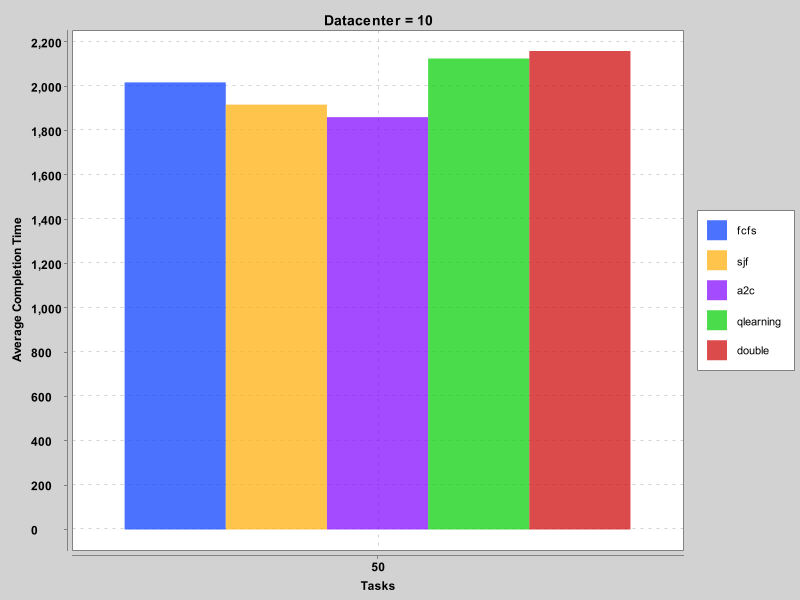 Datacenter = 10
Average Completion Time
2,200
2,000
1,800
1,600
1,400
1,200
1,000
800
600
400
200
0
50
Tasks
fcfs
sjf
a2c
qlearning
double